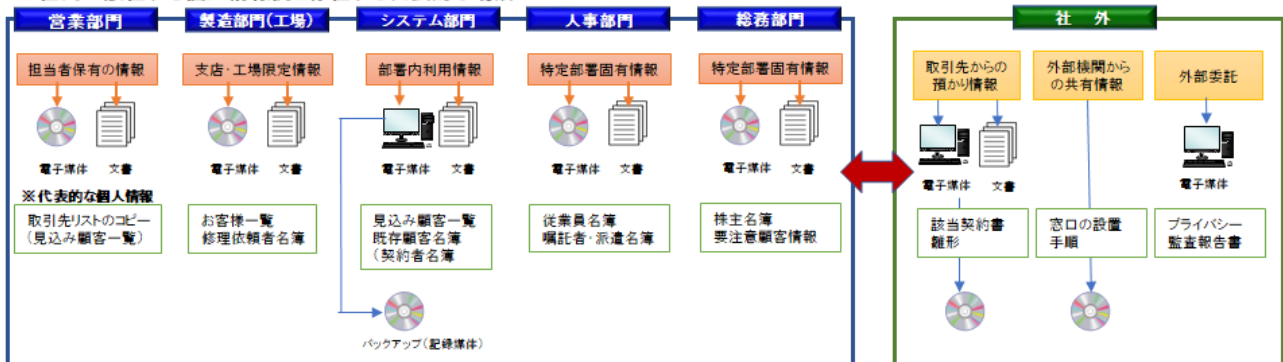 営業部門
製造部門(工場)
システム部門
人事部門
総務部門
社 外
担当者保有の情報
支店・工場限定情報
部署内利用情報
特定部署固有情報
特定部署固有情報
取引先からの
預かり情報
外部機関から
の共有情報
外部委託
電子媒体 文書
電子媒体 文書
電子媒体 文書
電子媒体 文書
電子媒体 文書
電子媒体 文書
電子媒体
※代表的な個人情報
取引先リストのコピー
(見込み顧客一覧)
お客様一覧
修理依頼者名簿
見込み顧客一覧
既存顧客名簿
(契約者名簿
従業員名簿
嘱託者・派遣名簿
株主名簿
要注意顧客情報
該当契約書
雛形
窓口の設置
手順
プライバシー
監査報告書
バックアップ(記録媒体)